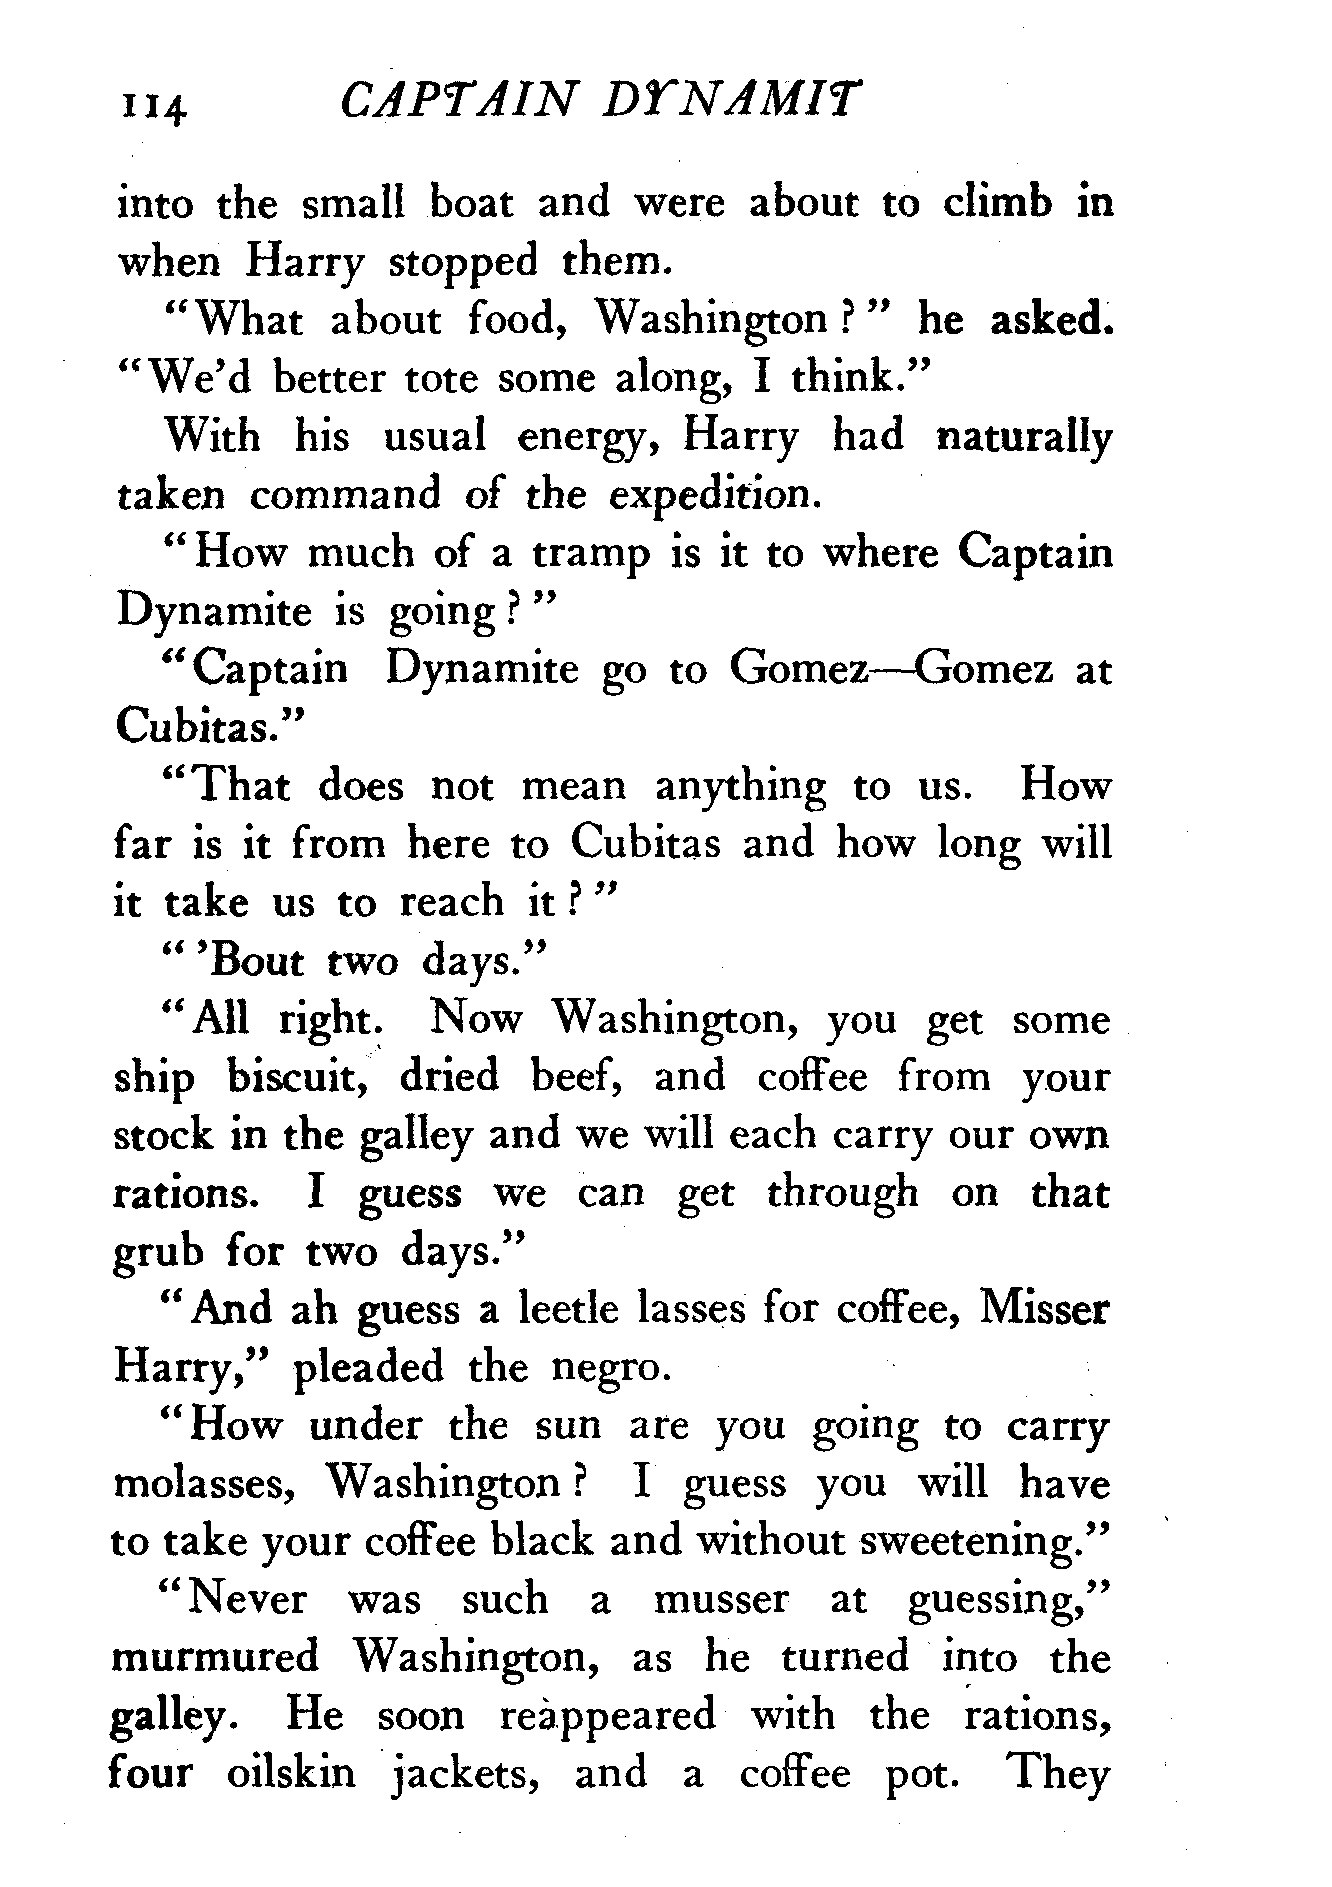 114 CAPTAIN DYNAMIT
into the small boat and were about to climb in
when Harry stopped them.
“What about food, Washington?” he asked.
“We’d better tote some along, I think.”
With his usual energy, Harry had naturally
taken command of the expedition.
“How much of a tramp is it to where Captain
Dynamite is going?”
“Captain Dynamite go to Gomez—Gomez at
Cubitas.”
“That does not mean anything to us. How
far is it from here to Cubitas and how long will
it take us to reach it?”
“’Bout two days.”
“All right. Now Washington, you get some
ship biscuit, dried beef, and coffee from your
stock in the galley and we will each carry our own
rations. I guess we can get through on that
grub for two days.”
“And ah guess a leetle lasses for coffee, Misser
Harry,” pleaded the negro.
“How under the sun are you going to carry
molasses, Washington? I guess you will have
to take your coffee black and without sweetening.”
“Never was such a musser at guessing,”
murmured Washington, as he turned into the
galley. He soon reàppeared with the rations,
four oilskin jackets, and a coffee pot. They